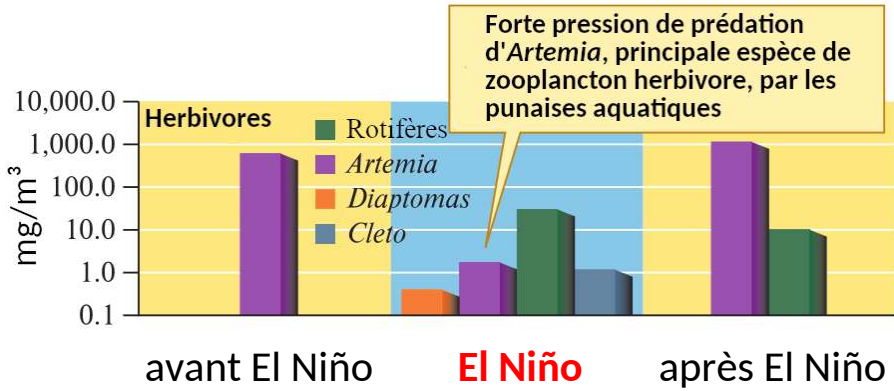 Forte pression de prédation
d'Artemia, principale espèce de
zooplancton herbivore, par les
punaises aquatiques
mg/m³
10,000.0
1,000.0
100.0
10.0
1.0
0.1
Herbivores
Rotifères
Artemia
Diaptomas
Cleto
avant El Niño
El Niño
après El Niño